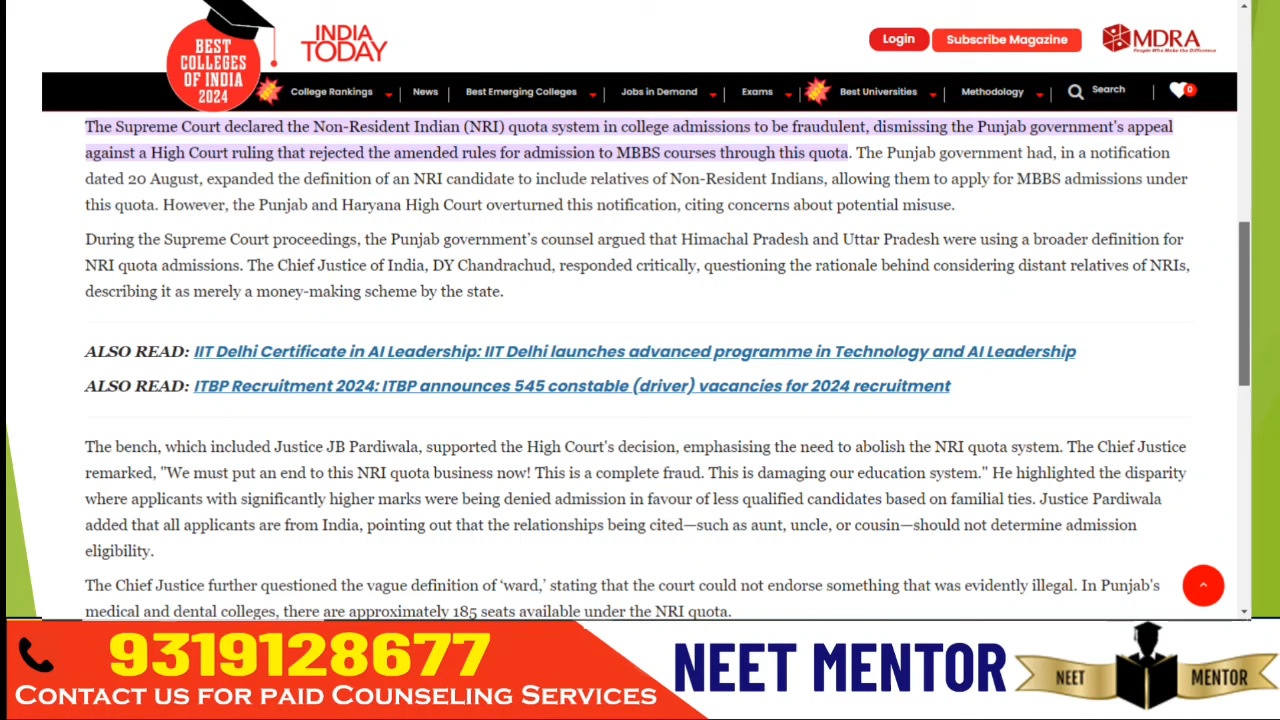 BEST
COLLEGES
OF INDIA
2024
INDIA
TODAY
Login
Subscribe Magazine
MDRA
People Who Make the Difference
College Rankings
News
Best Emerging Colleges
Jobs in Demand
Exams
Best Universities
Methodology
Search
0
The Supreme Court declared the Non-Resident Indian (NRI) quota system in college admissions to be fraudulent, dismissing the Punjab government's appeal
against a High Court ruling that rejected the amended rules for admission to MBBS courses through this quota. The Punjab government had, in a notification
dated 20 August, expanded the definition of an NRI candidate to include relatives of Non-Resident Indians, allowing them to apply for MBBS admissions under
this quota. However, the Punjab and Haryana High Court overturned this notification, citing concerns about potential misuse.
During the Supreme Court proceedings, the Punjab government's counsel argued that Himachal Pradesh and Uttar Pradesh were using a broader definition for
NRI quota admissions. The Chief Justice of India, DY Chandrachud, responded critically, questioning the rationale behind considering distant relatives of NRIs,
describing it as merely a money-making scheme by the state.
ALSO READ: IIT Delhi Certificate in AI Leadership: IIT Delhi launches advanced programme in Technology and AI Leadership
ALSO READ: ITBP Recruitment 2024: ITBP announces 545 constable (driver) vacancies for 2024 recruitment
The bench, which included Justice JB Pardiwala, supported the High Court's decision, emphasising the need to abolish the NRI quota system. The Chief Justice
remarked, "We must put an end to this NRI quota business now! This is a complete fraud. This is damaging our education system." He highlighted the disparity
where applicants with significantly higher marks were being denied admission in favour of less qualified candidates based on familial ties. Justice Pardiwala
added that all applicants are from India, pointing out that the relationships being cited—such as aunt, uncle, or cousin—should not determine admission
eligibility.
The Chief Justice further questioned the vague definition of 'ward,' stating that the court could not endorse something that was evidently illegal. In Punjab's
medical and dental colleges, there are approximately 185 seats available under the NRI quota.
9319128677
CONTACT US FOR PAID COUNSELING SERVICES
NEET MENTOR
NEET
MENTOR